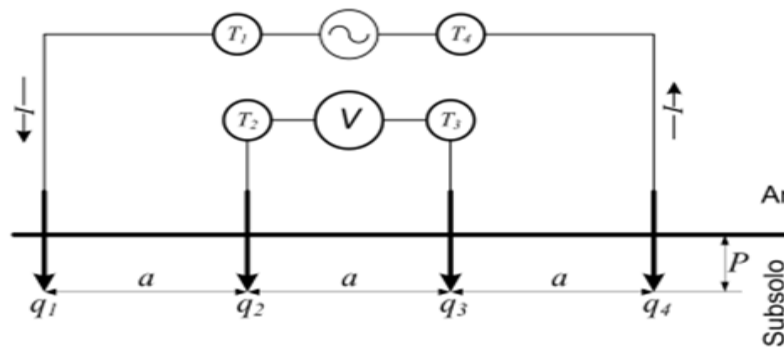 T1 T4
T2 V T3
I I
Ar
a a a P
q1 q2 q3 q4
Subsolo